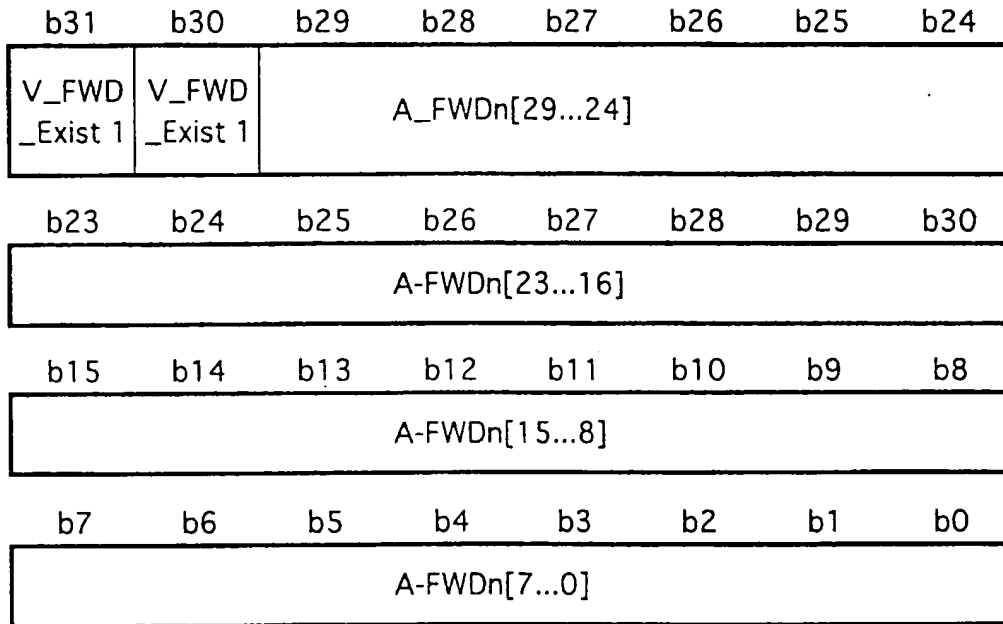 b31 b30 b29 b28 b27 b26 b25 b24
V_FWD V_FWD
_Exist 1 _Exist 1
A_FWDn[29...24]
b23 b24 b25 b26 b27 b28 b29 b30
A-FWDn[23...16]
b15 b14 b13 b12 b11 b10 b9 b8
A-FWDn[15...8]
b7 b6 b5 b4 b3 b2 b1 b0
A-FWDn[7...0]